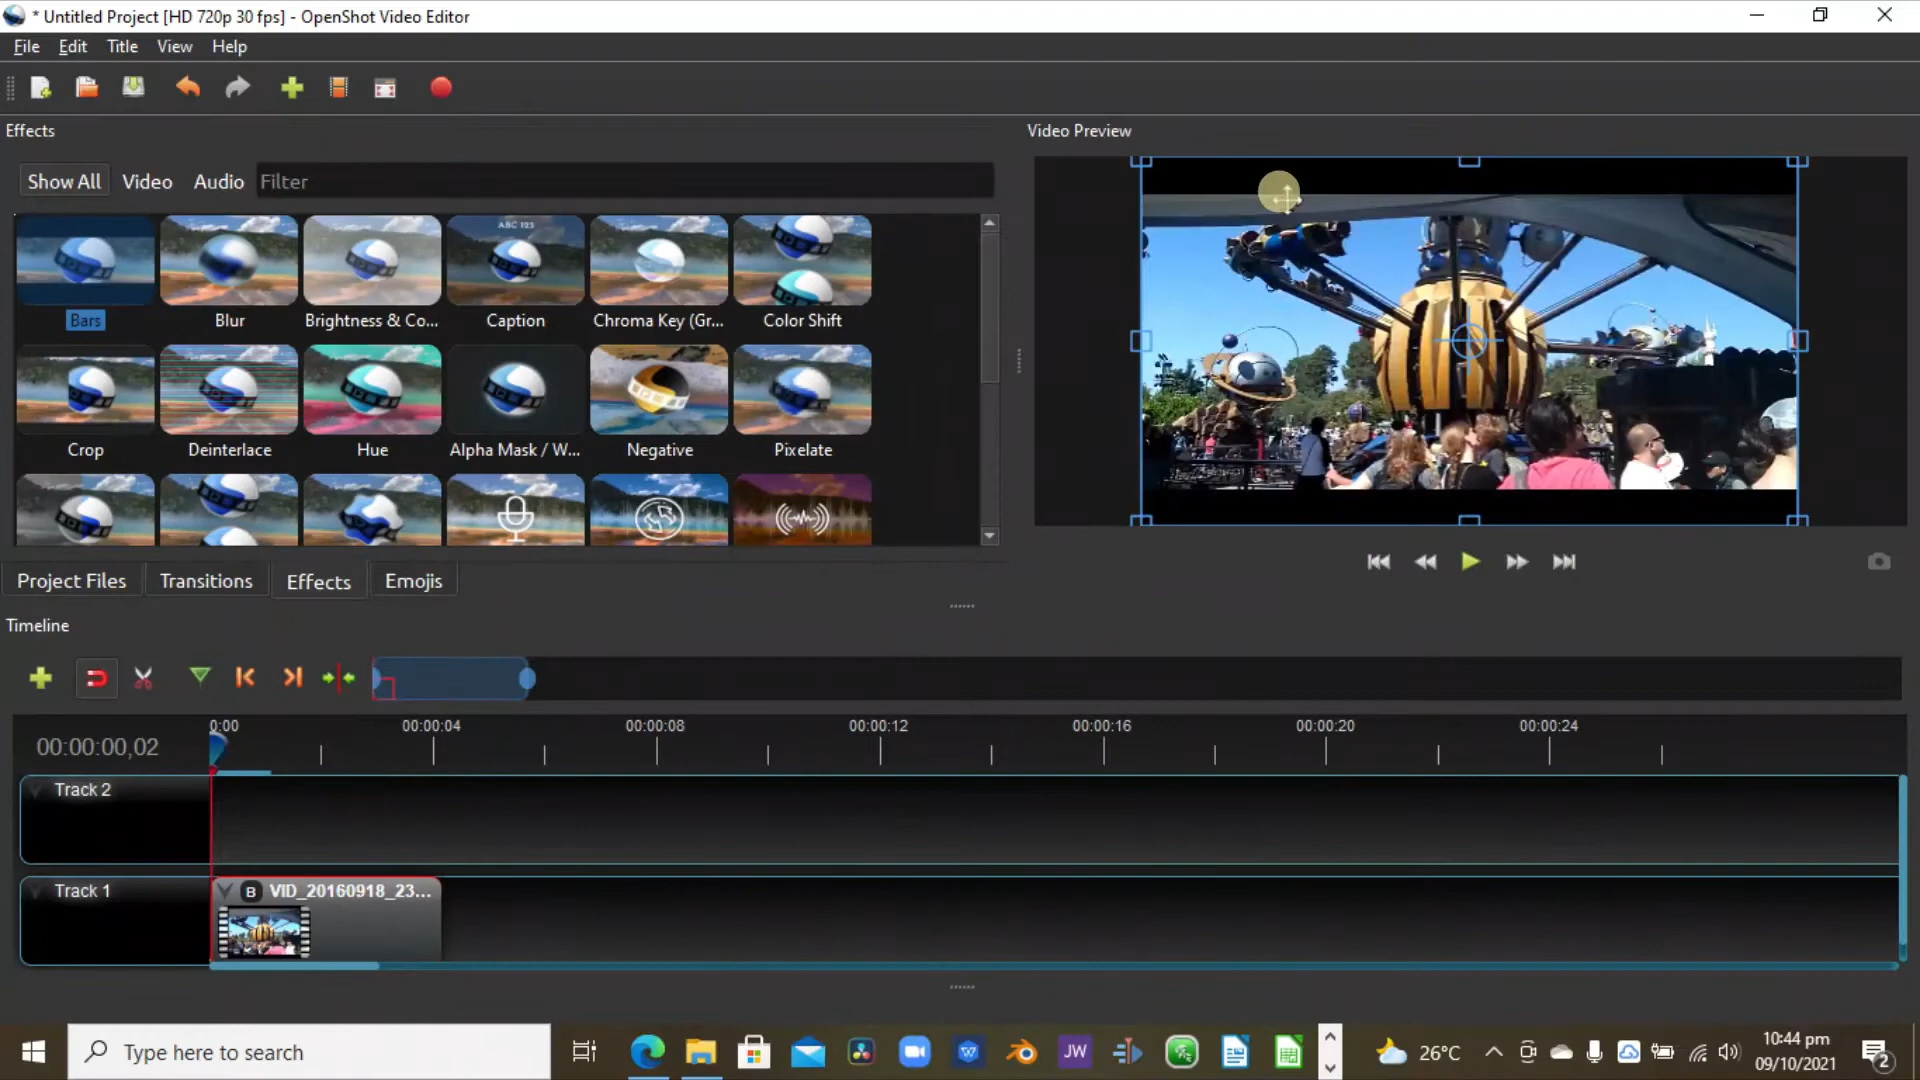 * Untitled Project [HD 720p 30 fps] - OpenShot Video Editor
File Edit Title View Help
Effects
Video Preview
Show All Video Audio Filter
ABC 123
Bars Blur Brightness & Co... Caption Chroma Key (Gr... Color Shift
Crop Deinterlace Hue Alpha Mask / W... Negative Pixelate
Project Files Transitions Effects Emojis
Timeline
0:00 00:00:04 00:00:08 00:00:12 00:00:16 00:00:20 00:00:24
00:00:00,02
Track 2
Track 1
B VID_20160918_23...
Type here to search
JW
W
26°C
10:44 pm
09/10/2021
2